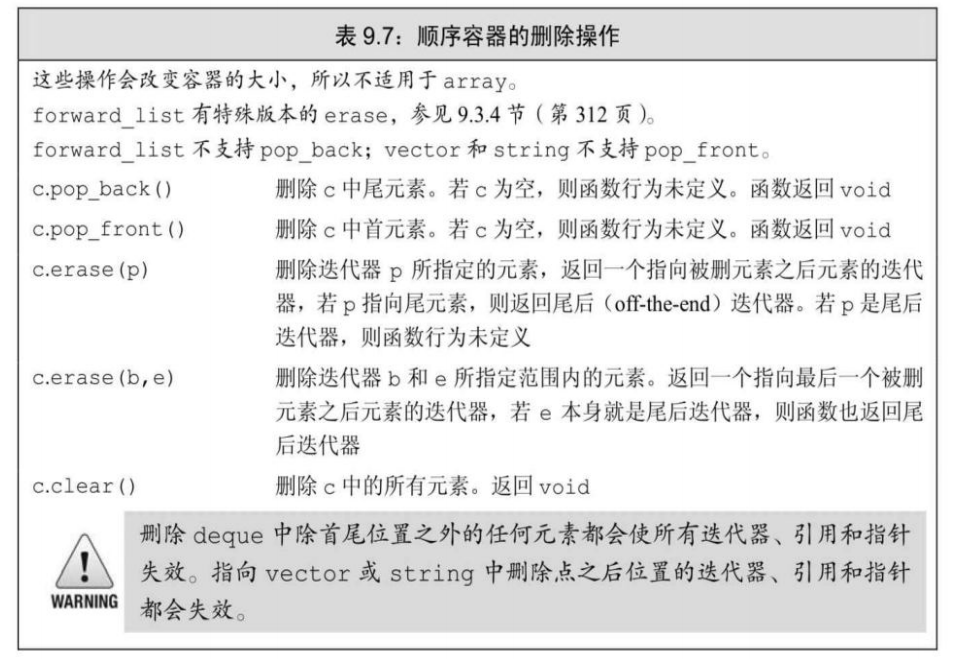 表 9.7：顺序容器的删除操作
这些操作会改变容器的大小，所以不适用于 array。
forward_list 有特殊版本的 erase，参见 9.3.4 节（第 312 页）。
forward_list 不支持 pop_back；vector 和 string 不支持 pop_front。
c.pop_back() 删除 c 中尾元素。若 c 为空，则函数行为未定义。函数返回 void
c.pop_front() 删除 c 中首元素。若 c 为空，则函数行为未定义。函数返回 void
c.erase(p) 删除迭代器 p 所指定的元素，返回一个指向被删元素之后元素的迭代
器，若 p 指向尾元素，则返回尾后（off-the-end）迭代器。若 p 是尾后
迭代器，则函数行为未定义
c.erase(b,e) 删除迭代器 b 和 e 所指定范围内的元素。返回一个指向最后一个被删
元素之后元素的迭代器，若 e 本身就是尾后迭代器，则函数也返回尾
后迭代器
c.clear() 删除 c 中的所有元素。返回 void
删除 deque 中除首尾位置之外的任何元素都会使所有迭代器、引用和指针
失效。指向 vector 或 string 中删除点之后位置的迭代器、引用和指针
都会失效。
WARNING